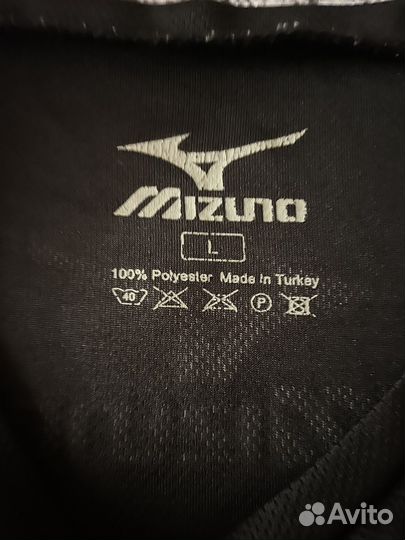 MIZUNO
L
100% Polyester Made in Turkey
40 P
Avito